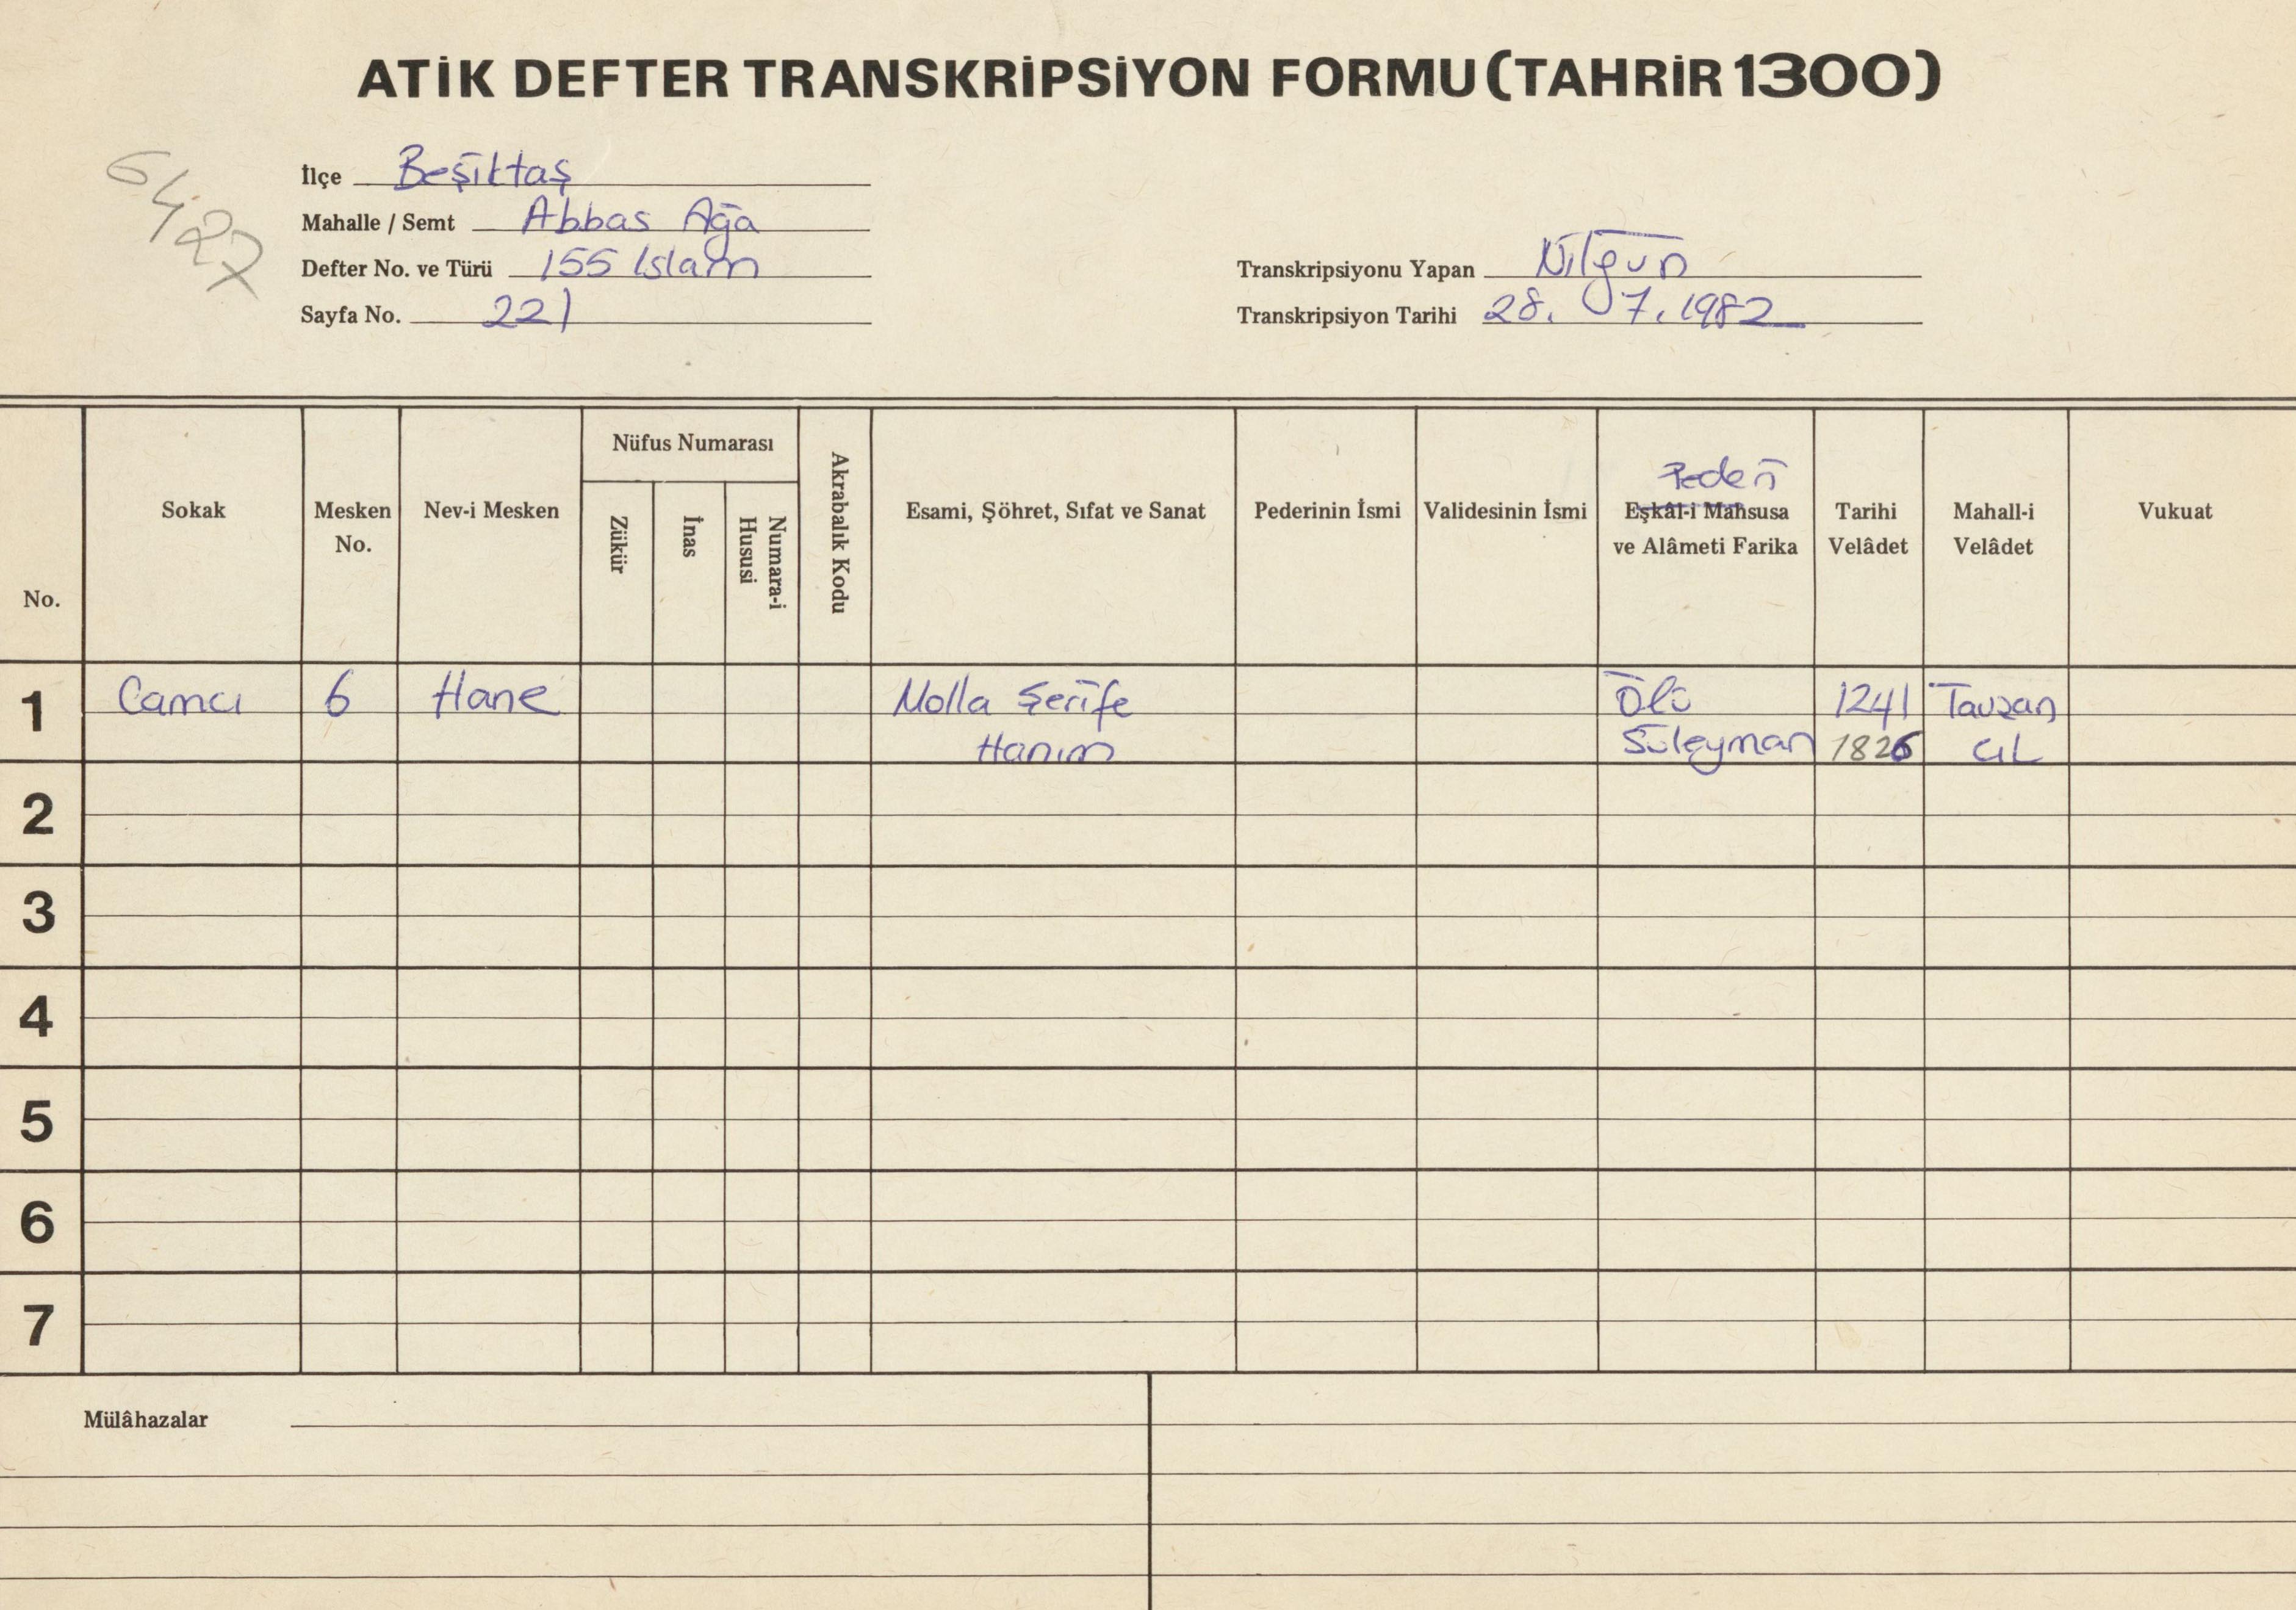 ATİK DEFTER TRANSKRİPSİYON FORMU (TAHRİR 1300)
6427
İlçe Beşiktaş
Mahalle / Semt Abbas Ağa
Defter No. ve Türü 155 Islam
Sayfa No. 221
Transkripsiyonu Yapan Nilgün
Transkripsiyon Tarihi 28. 7. 1982
No.
Sokak
Mesken No.
Nev-i Mesken
Nüfus Numarası
Zükür
İnas
Numara-i Hususi
Akrabalık Kodu
Esami, Şöhret, Sıfat ve Sanat
Pederinin İsmi
Validesinin İsmi
Pederi
Eşkâl-i Mahsusa
ve Alâmeti Farika
Tarihi Velâdet
Mahall-i Velâdet
Vukuat
1 Camcı 6 Hane Molla Şerife Ölü 1241 Tavşan
Hanım Süleyman 1826 cıl
2
3
4
5
6
7
Mülâhazalar